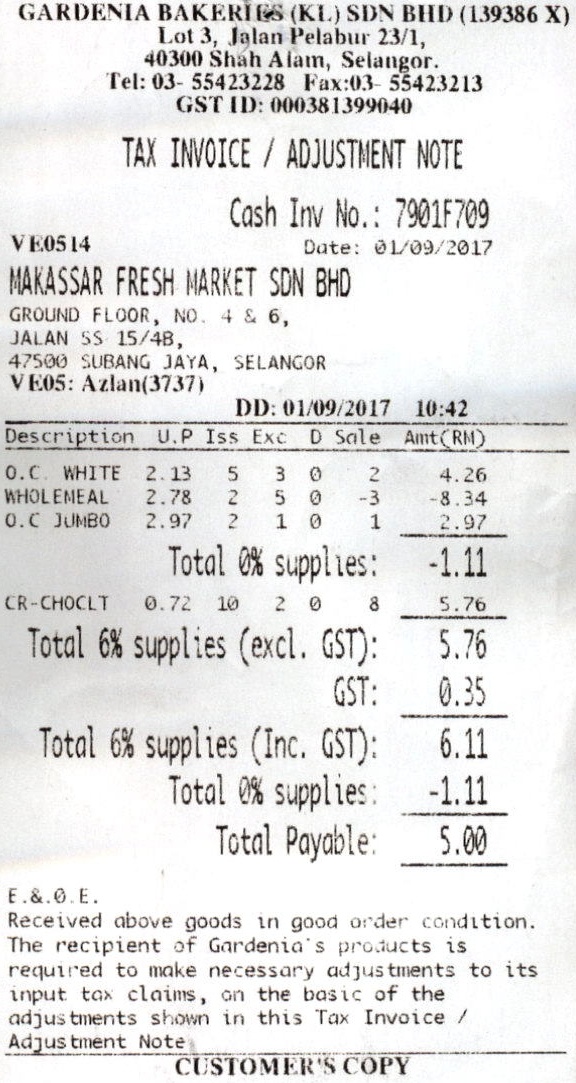 GARDENIA BAKERIES (KL) SDN BHD (139386 X)
Lot 3, Jalan Pelabur 23/1,
40300 Shah Alam, Selangor.
Tel: 03- 55423228 Fax:03- 55423213
GST ID: 000381399040
TAX INVOICE / ADJUSTMENT NOTE
Cash Inv No.: 7901F709
VE0514 Date: 01/09/2017
MAKASSAR FRESH MARKET SDN BHD
GROUND FLOOR, NO. 4 & 6,
JALAN SS 15/4B,
47500 SUBANG JAYA, SELANGOR
VE05: Azlan(3737)
DD: 01/09/2017 10:42
Description U.P Iss Exc D Sale Amt(RM)
O.C. WHITE 2.13 5 3 0 2 4.26
WHOLEMEAL 2.78 2 5 0 -3 -8.34
O.C JUMBO 2.97 2 1 0 1 2.97
Total 0% supplies: -1.11
CR-CHOCLT 0.72 10 2 0 8 5.76
Total 6% supplies (excl. GST): 5.76
GST: 0.35
Total 6% supplies (Inc. GST): 6.11
Total 0% supplies: -1.11
Total Payable: 5.00
E.&.O.E.
Received above goods in good order condition.
The recipient of Gardenia's products is
required to make necessary adjustments to its
input tax claims, on the basic of the
adjustments shown in this Tax Invoice /
Adjustment Note
CUSTOMER'S COPY